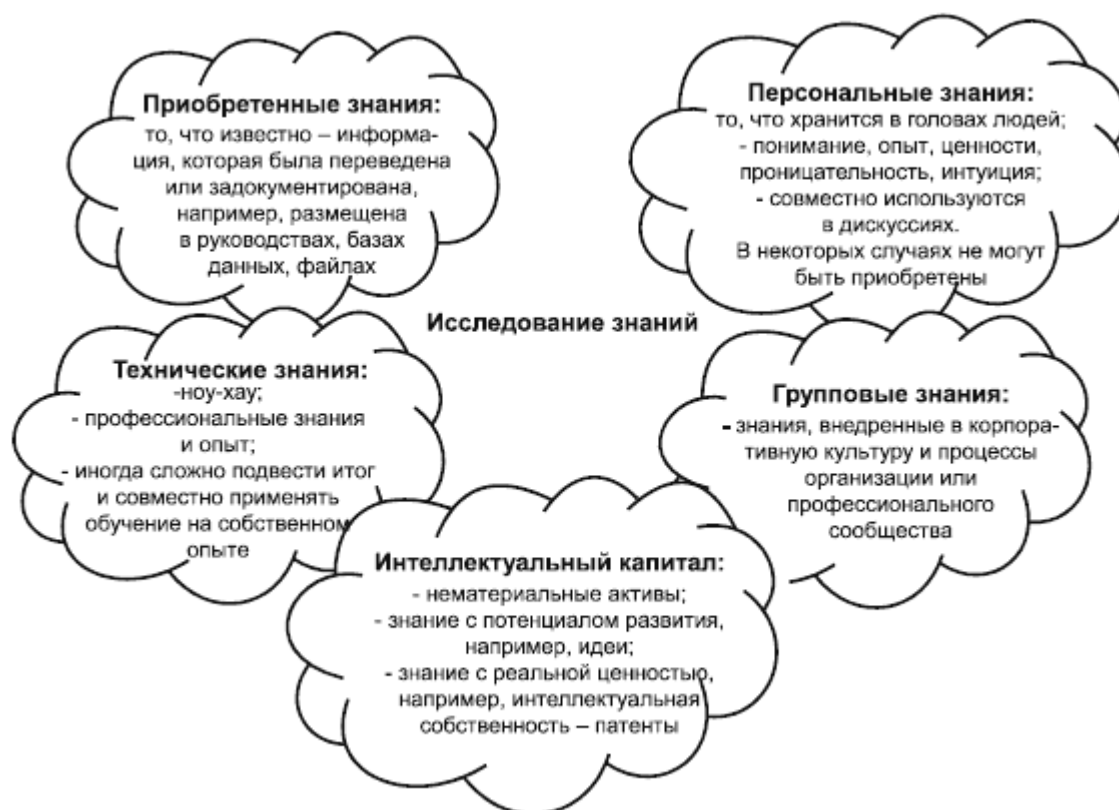 Приобретенные знания:
то, что известно – информа-
ция, которая была переведена
или задокументирована,
например, размещена
в руководствах, базах
данных, файлах
Персональные знания:
то, что хранится в головах людей;
- понимание, опыт, ценности,
проницательность, интуиция;
- совместно используются
в дискуссиях.
В некоторых случаях не могут
быть приобретены
Исследование знаний
Технические знания:
-ноу-хау;
- профессиональные знания
и опыт;
- иногда сложно подвести итог
и совместно применять
обучение на собственном
опыте
Групповые знания:
- знания, внедренные в корпора-
тивную культуру и процессы
организации или
профессионального
сообщества
Интеллектуальный капитал:
- нематериальные активы;
- знание с потенциалом развития,
например, идеи;
- знание с реальной ценностью,
например, интеллектуальная
собственность – патенты